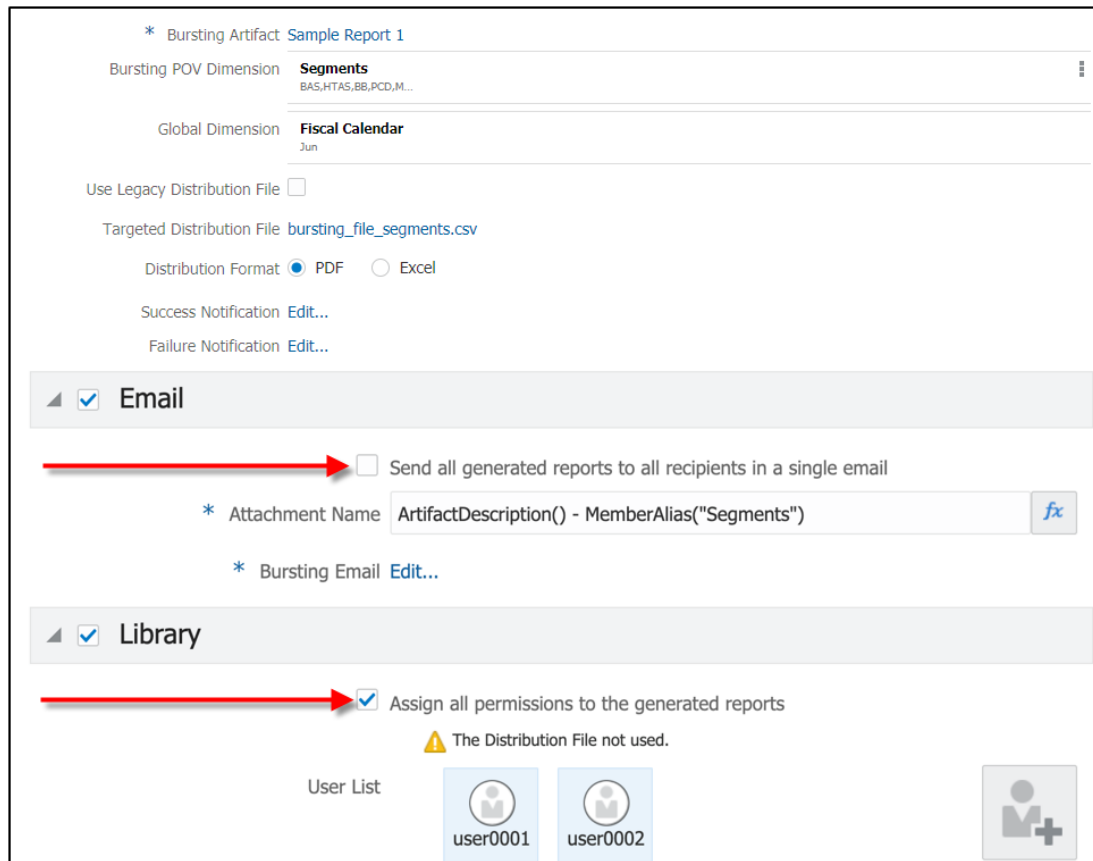 * Bursting Artifact Sample Report 1
Bursting POV Dimension Segments
BAS,HTAS,BB,PCD,M...
Global Dimension Fiscal Calendar
Jun
Use Legacy Distribution File
Targeted Distribution File bursting_file_segments.csv
Distribution Format PDF Excel
Success Notification Edit...
Failure Notification Edit...
Email
Send all generated reports to all recipients in a single email
* Attachment Name ArtifactDescription() - MemberAlias("Segments") fx
* Bursting Email Edit...
Library
Assign all permissions to the generated reports
The Distribution File not used.
User List
user0001 user0002